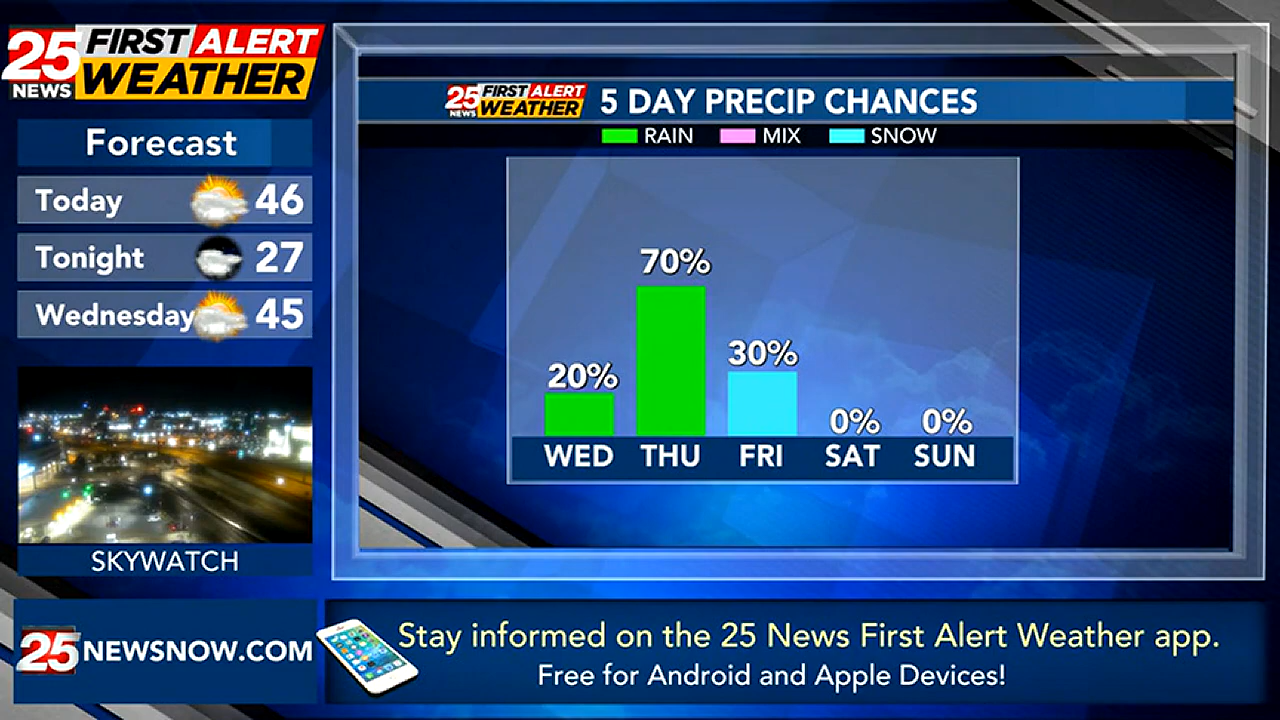 25 NEWS FIRST ALERT WEATHER
Forecast
Today 46
Tonight 27
Wednesday 45
SKYWATCH
25 NEWS FIRST ALERT WEATHER 5 DAY PRECIP CHANCES
RAIN MIX SNOW
20% 70% 30% 0% 0%
WED THU FRI SAT SUN
25 NEWSNOW.COM
Stay informed on the 25 News First Alert Weather app.
Free for Android and Apple Devices!